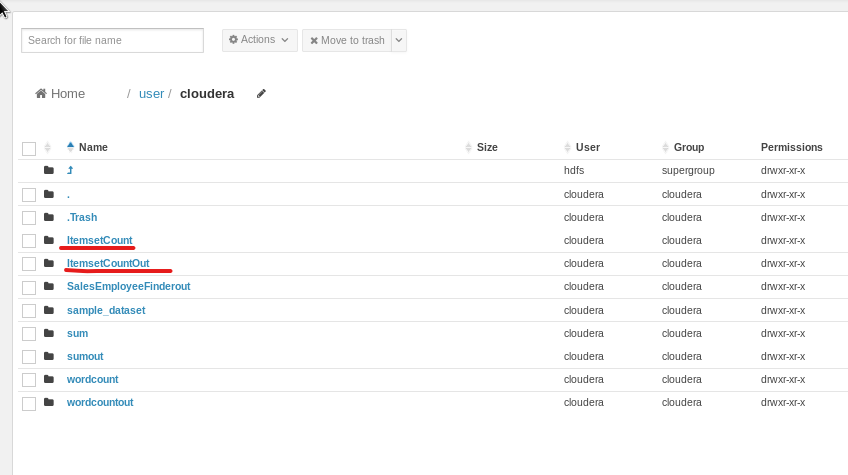 Search for file name Actions Move to trash
Home / user / cloudera
Name Size User Group Permissions
hdfs supergroup drwxr-xr-x
. cloudera cloudera drwxr-xr-x
.Trash cloudera cloudera drwxr-xr-x
ItemsetCount cloudera cloudera drwxr-xr-x
ItemsetCountOut cloudera cloudera drwxr-xr-x
SalesEmployeeFinderout cloudera cloudera drwxr-xr-x
sample_dataset cloudera cloudera drwxr-xr-x
sum cloudera cloudera drwxr-xr-x
sumout cloudera cloudera drwxr-xr-x
wordcount cloudera cloudera drwxr-xr-x
wordcountout cloudera cloudera drwxr-xr-x